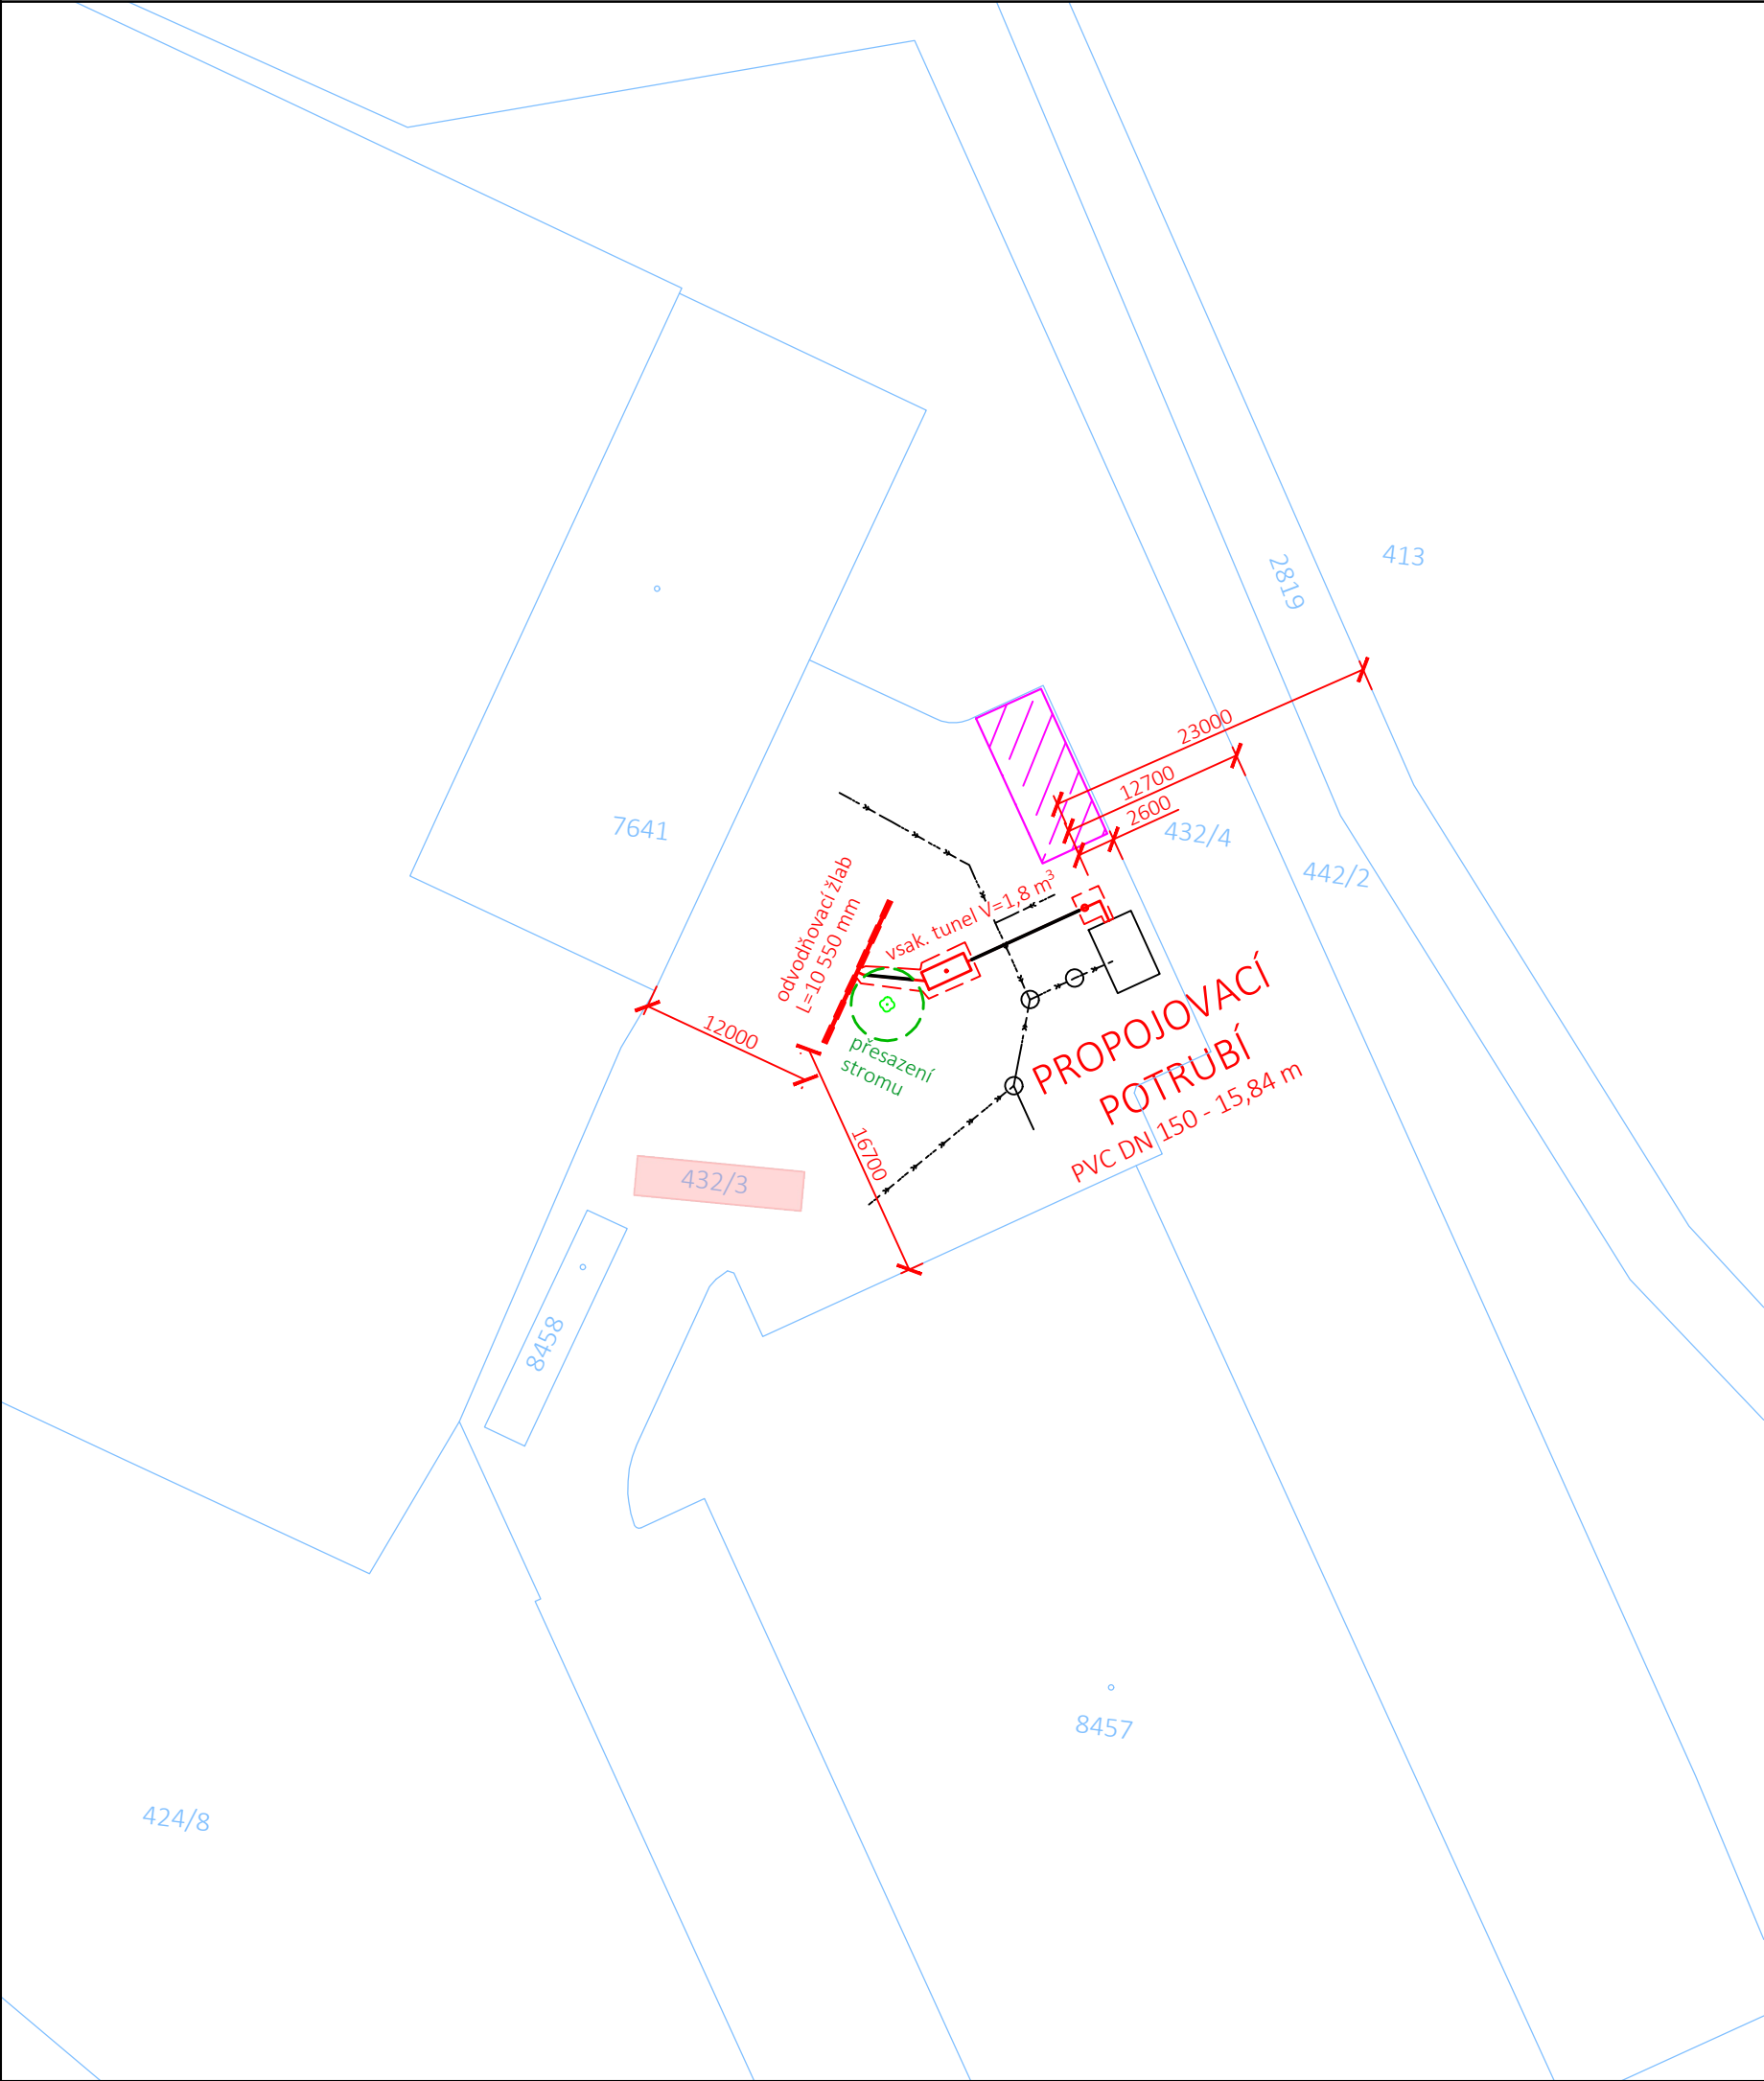 413
2819
23000
12700
2600
432/4
7641
442/2
odvodňovací žlab
L=10 550 mm
vsak. tunel V=1,8 m³
12000
přesazení
stromu
PROPOJOVACÍ
POTRUBÍ
PVC DN 150 - 15,84 m
16700
432/3
8458
8457
424/8